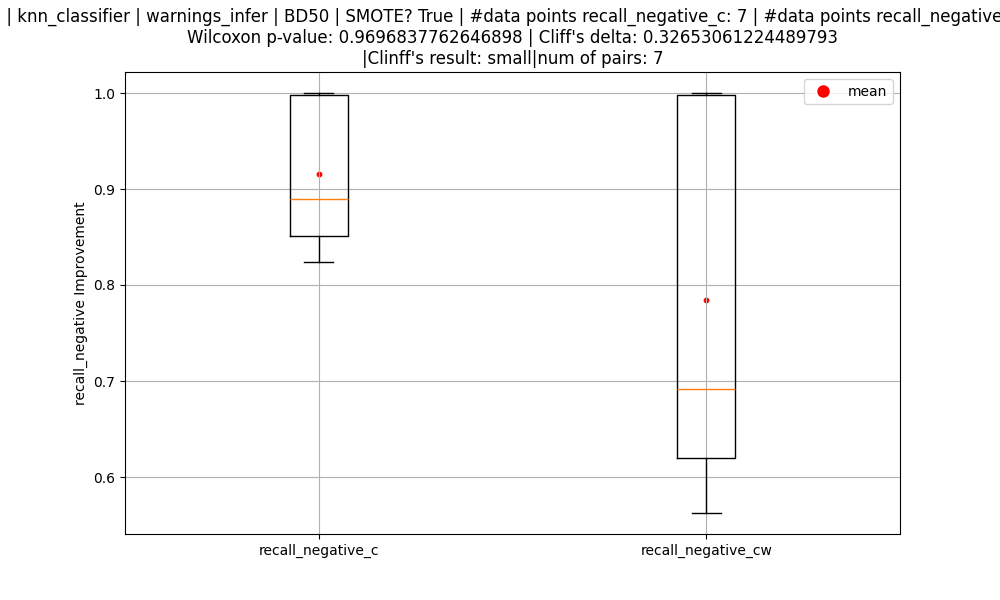 | knn_classifier | warnings_infer | BD50 | SMOTE? True | #data points recall_negative_c: 7 | #data points recall_negative
Wilcoxon p-value: 0.9696837762646898 | Cliff's delta: 0.32653061224489793
|Clinff's result: small|num of pairs: 7
mean
1.0
0.9
0.8
0.7
0.6
recall_negative Improvement
recall_negative_c
recall_negative_cw